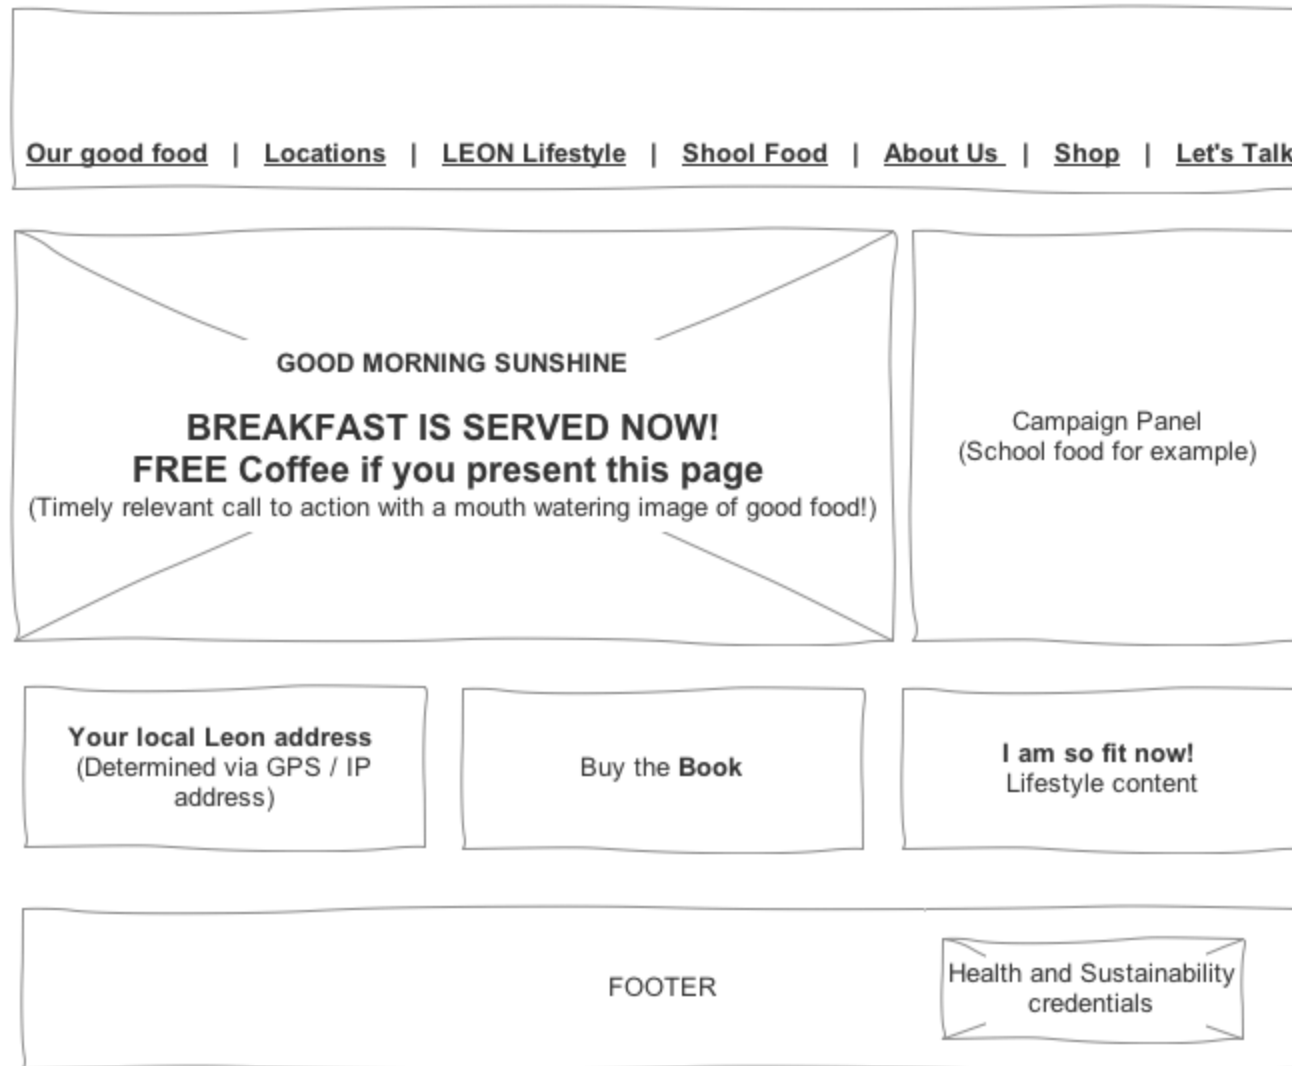 Our good food | Locations | LEON Lifestyle | Shool Food | About Us | Shop | Let's Talk
GOOD MORNING SUNSHINE
BREAKFAST IS SERVED NOW!
FREE Coffee if you present this page
(Timely relevant call to action with a mouth watering image of good food!)
Campaign Panel
(School food for example)
Your local Leon address
(Determined via GPS / IP
address)
Buy the Book
I am so fit now!
Lifestyle content
FOOTER
Health and Sustainability
credentials